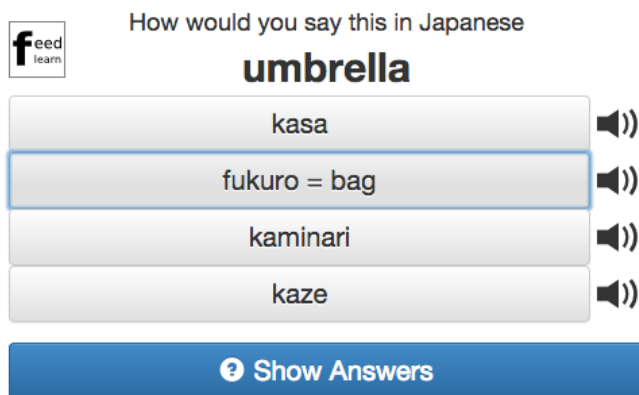 feed
learn
How would you say this in Japanese
umbrella
kasa
fukuro = bag
kaminari
kaze
? Show Answers